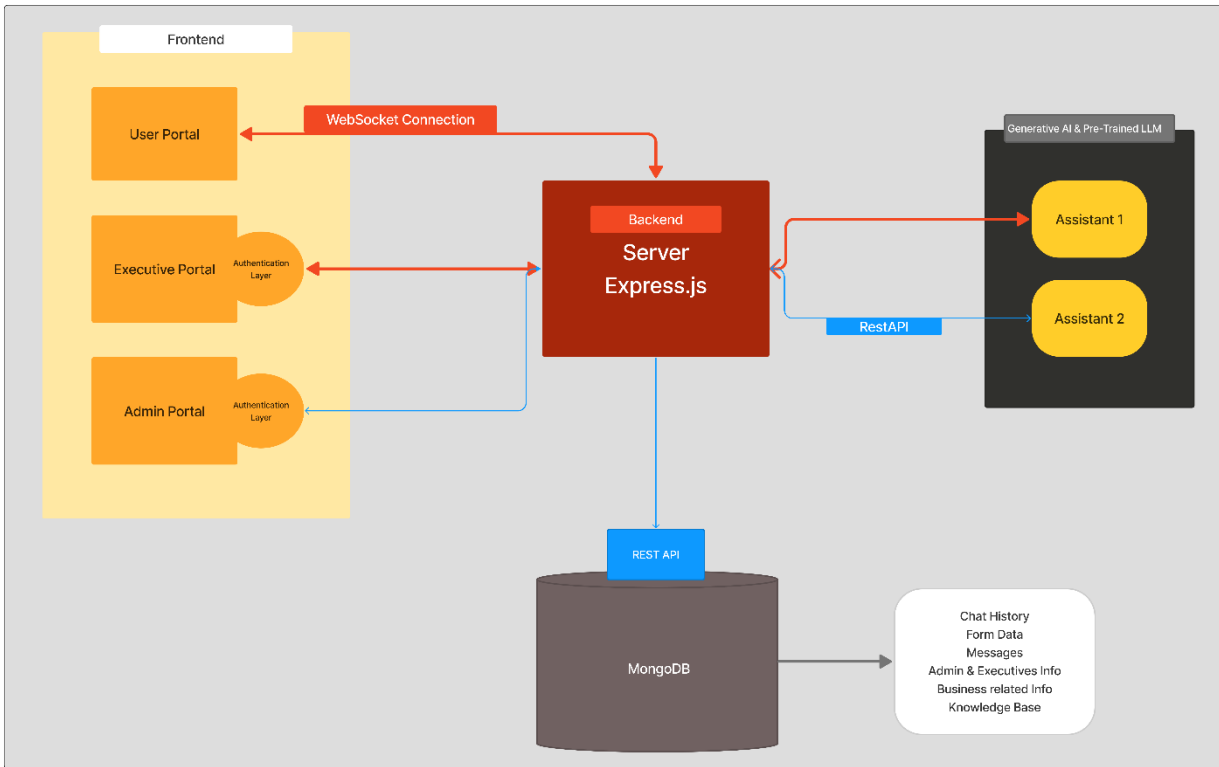 Frontend
User Portal
WebSocket Connection
Generative AI & Pre-Trained LLM
Executive Portal
Authentication
Layer
Backend
Server
Express.js
Assistant 1
Assistant 2
RestAPI
Admin Portal
Authentication
Layer
REST API
MongoDB
Chat History
Form Data
Messages
Admin & Executives Info
Business related Info
Knowledge Base